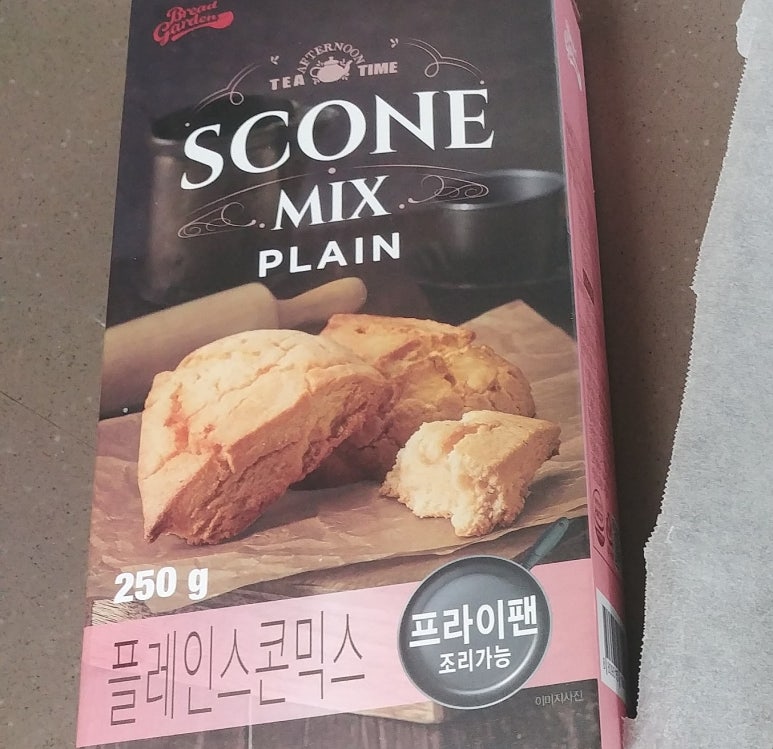 Bread
Garden
AFTERNOON
TEA TIME
SCONE
MIX
PLAIN
250 g
플레인스콘믹스
프라이팬
조리가능
이미지사진